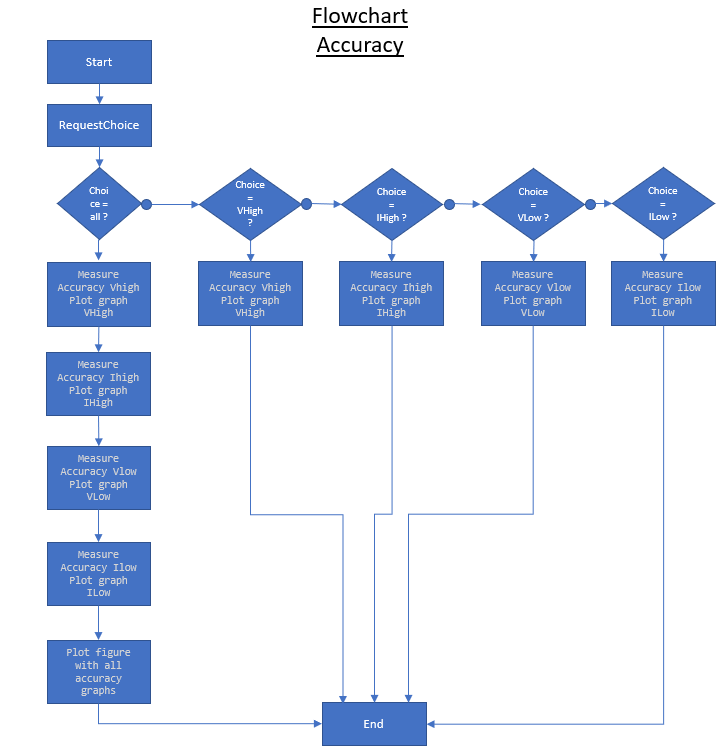 Flowchart
Accuracy
Start
RequestChoice
Choi
ce =
all ?
Choice
=
VHigh
?
Choice
=
IHigh ?
Choice
=
VLow ?
Choice
=
ILow ?
Measure
Accuracy Vhigh
Plot graph
VHigh
Measure
Accuracy Vhigh
Plot graph
VHigh
Measure
Accuracy Ihigh
Plot graph
IHigh
Measure
Accuracy Vlow
Plot graph
VLow
Measure
Accuracy Ilow
Plot graph
ILow
Measure
Accuracy Ihigh
Plot graph
IHigh
Measure
Accuracy Vlow
Plot graph
VLow
Measure
Accuracy Ilow
Plot graph
ILow
Plot figure
with all
accuracy
graphs
End